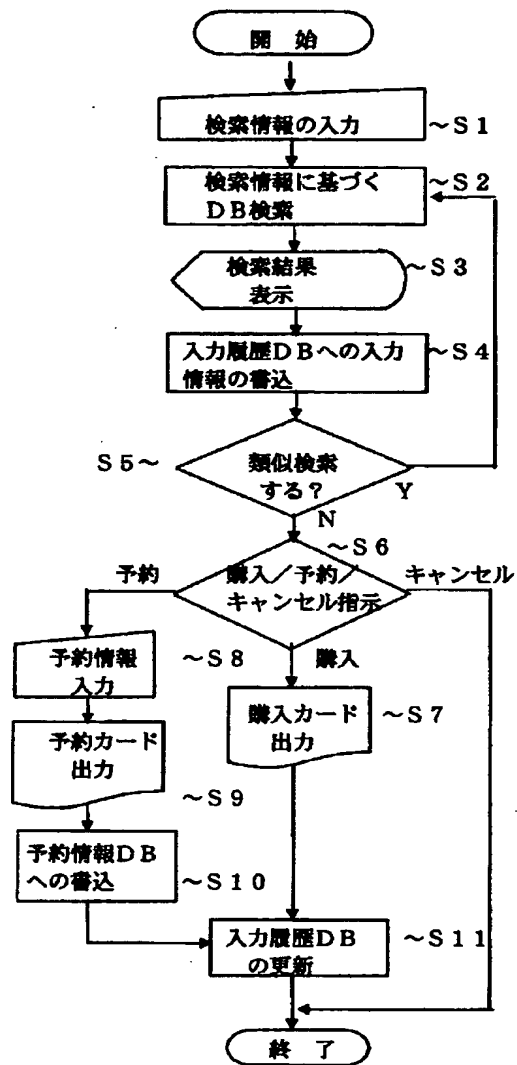 開 始
検索情報の入力
～S1
検索情報に基づく
DB検索
～S2
検索結果
表示
～S3
入力履歴DBへの入力
情報の書込
～S4
S5～
類似検索
する？
Y
N
～S6
予約
購入／予約／
キャンセル指示
キャンセル
購入
予約情報
入力
～S8
購入カード
出力
～S7
予約カード
出力
～S9
予約情報DB
への書込
～S10
入力履歴DB
の更新
～S11
終 了